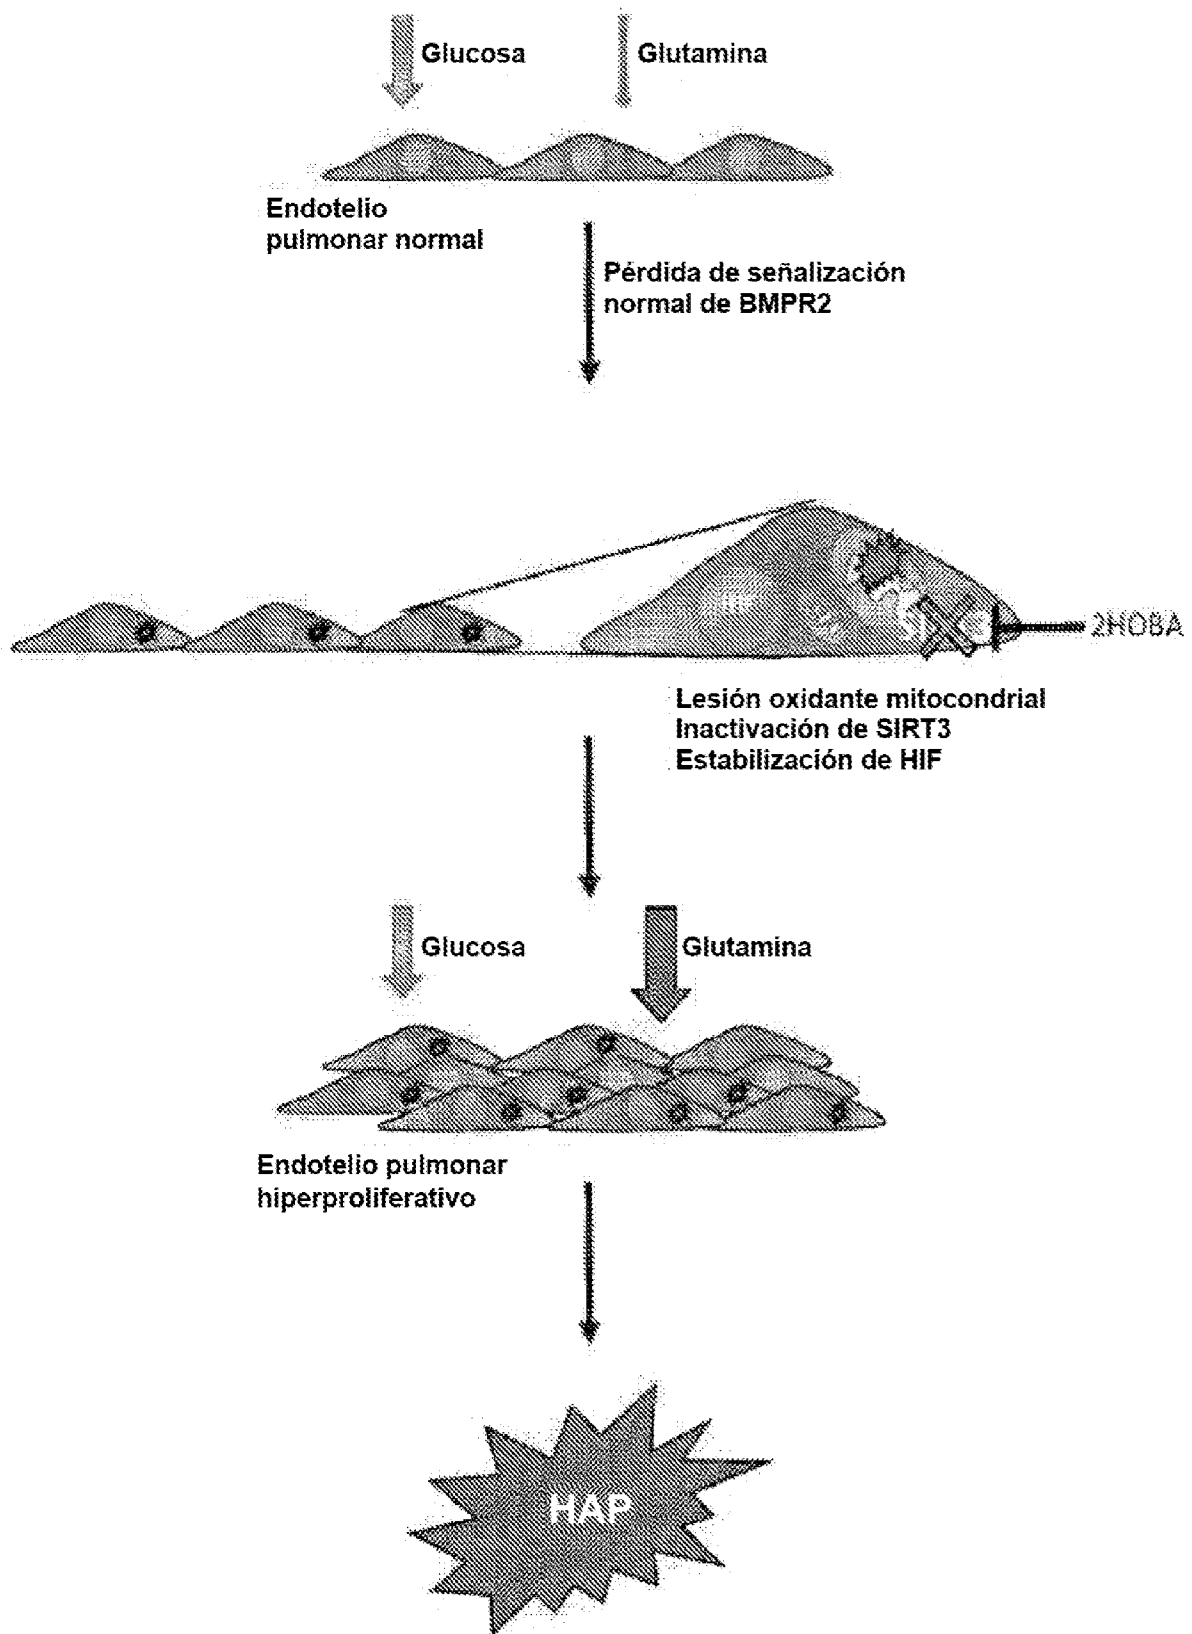 Glucosa
Glutamina
Endotelio
pulmonar normal
Pérdida de señalización
normal de BMPR2
2HOBA
Lesión oxidante mitocondrial
Inactivación de SIRT3
Estabilización de HIF
Glucosa
Glutamina
Endotelio pulmonar
hiperproliferativo
HAP